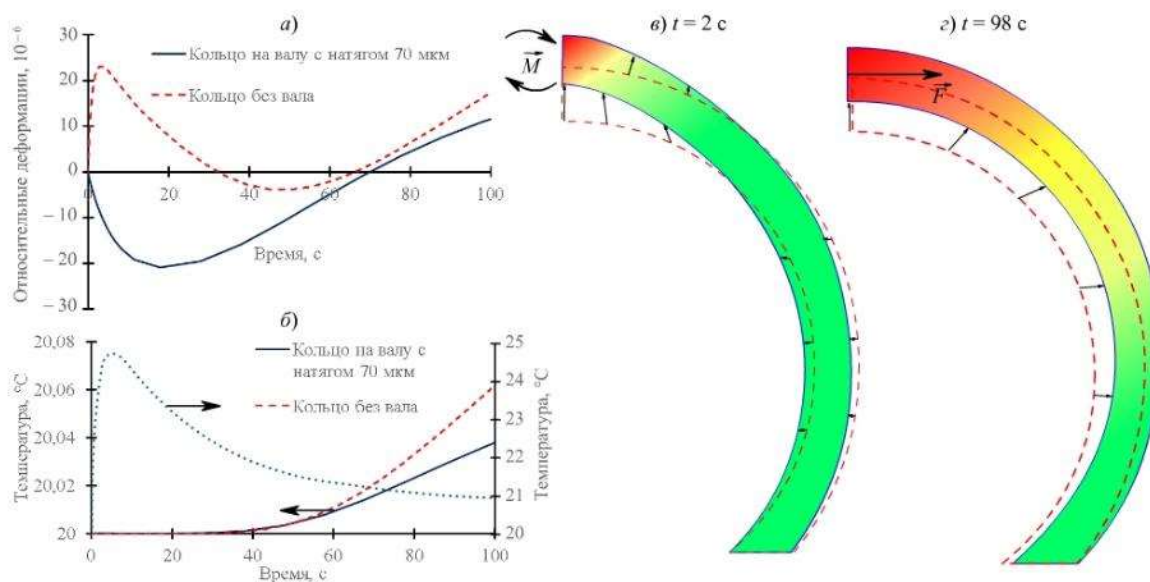 а)
Относительные деформации, 10⁻⁶
30
20
10
0
– 10
– 20
– 30
Кольцо на валу с натягом 70 мкм
Кольцо без вала
0
20
40
60
80
100
Время, с
б)
Температура, °C
20,08
20,06
20,04
20,02
20
Кольцо на валу с
натягом 70 мкм
Кольцо без вала
25
24
23
22
21
20
Температура, °C
0
20
40
60
80
100
Время, с
в) t = 2 с
M
г) t = 98 с
F